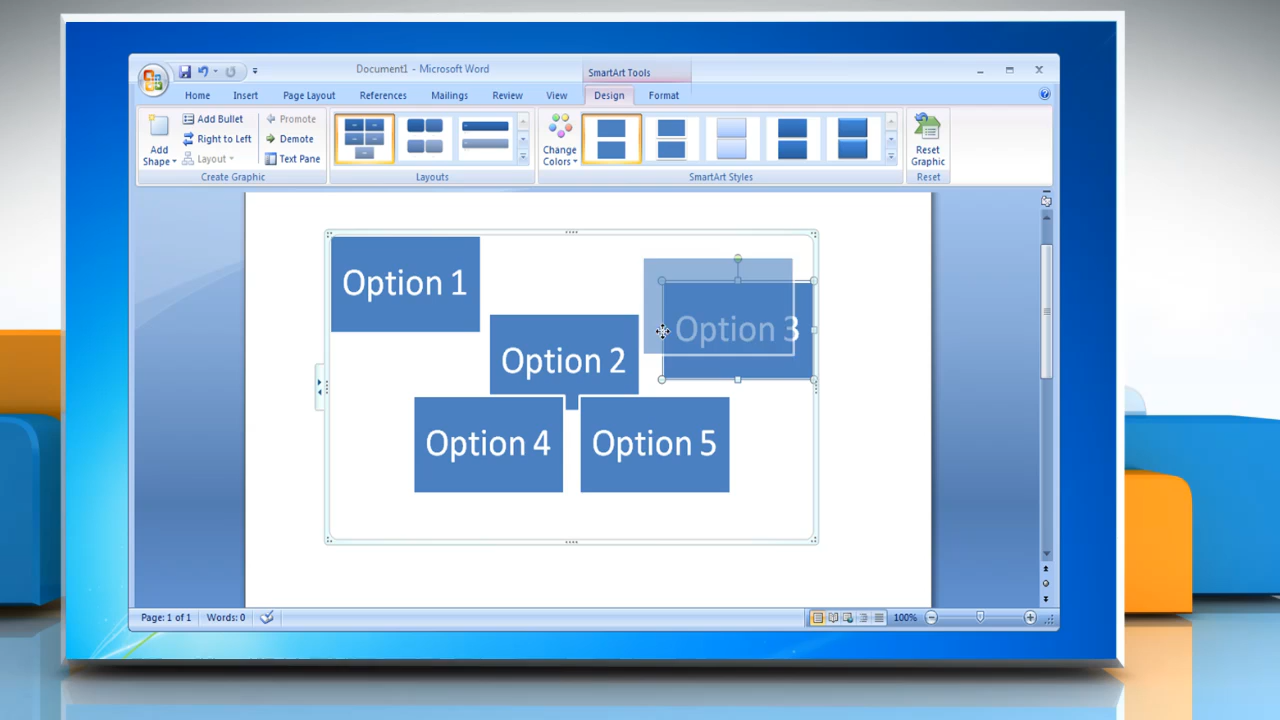 Document1 - Microsoft Word
SmartArt Tools
Home Insert Page Layout References Mailings Review View Design Format
Add Shape
Add Bullet
Right to Left
Layout
Promote
Demote
Text Pane
Create Graphic
Layouts
Change Colors
SmartArt Styles
Reset Graphic
Reset
Option 1
Option 2
Option 3
Option 4
Option 5
Page: 1 of 1 Words: 0 100%